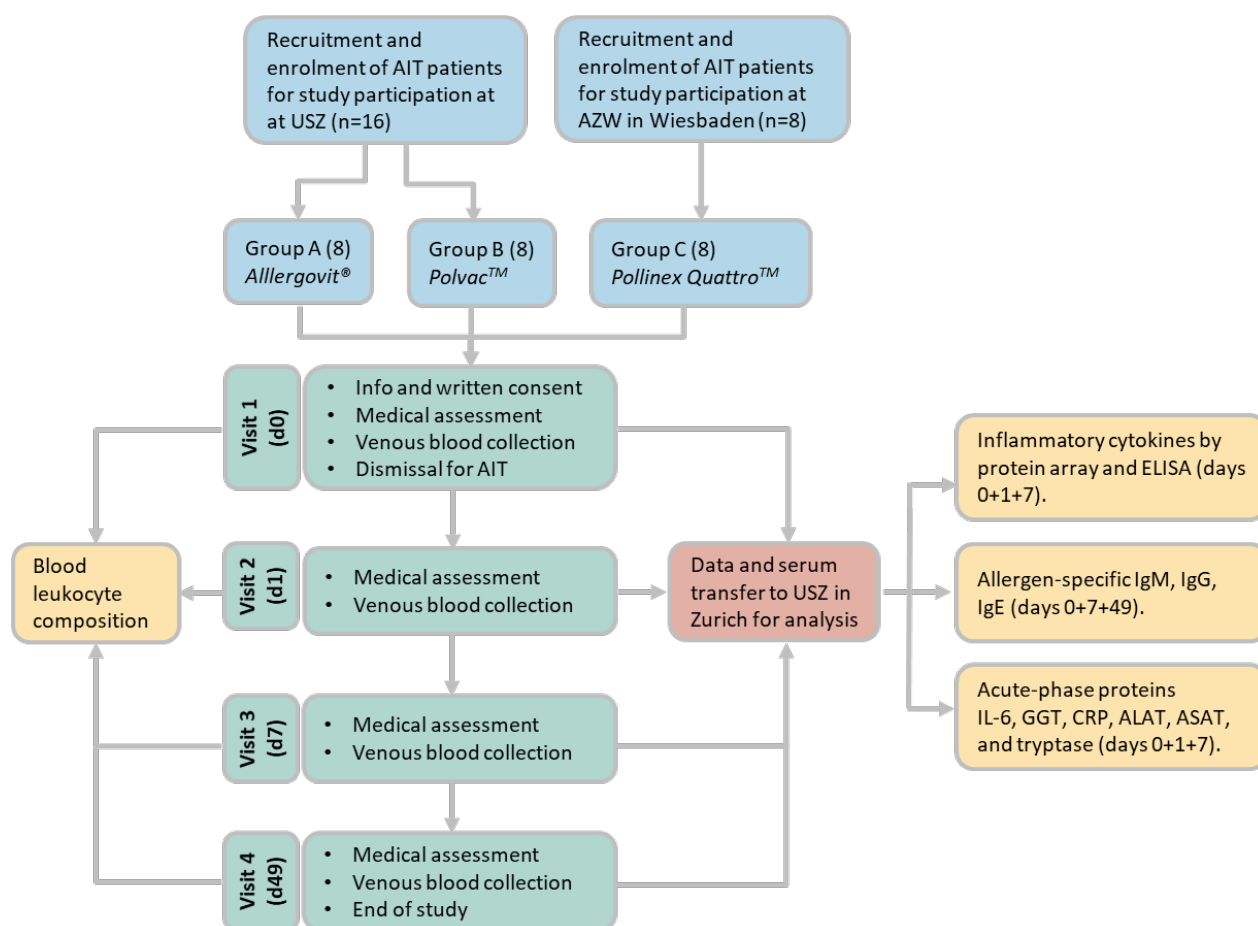 Recruitment and
enrolment of AIT patients
for study participation at
at USZ (n=16)
Recruitment and
enrolment of AIT patients
for study participation at
AZW in Wiesbaden (n=8)
Group A (8)
Alllergovit®
Group B (8)
Polvac™
Group C (8)
Pollinex Quattro™
Visit 1
(d0)
• Info and written consent
• Medical assessment
• Venous blood collection
• Dismissal for AIT
Inflammatory cytokines by
protein array and ELISA (days
0+1+7).
Blood
leukocyte
composition
Visit 2
(d1)
• Medical assessment
• Venous blood collection
Data and serum
transfer to USZ in
Zurich for analysis
Allergen-specific IgM, IgG,
IgE (days 0+7+49).
Acute-phase proteins
IL-6, GGT, CRP, ALAT, ASAT,
and tryptase (days 0+1+7).
Visit 3
(d7)
• Medical assessment
• Venous blood collection
Visit 4
(d49)
• Medical assessment
• Venous blood collection
• End of study